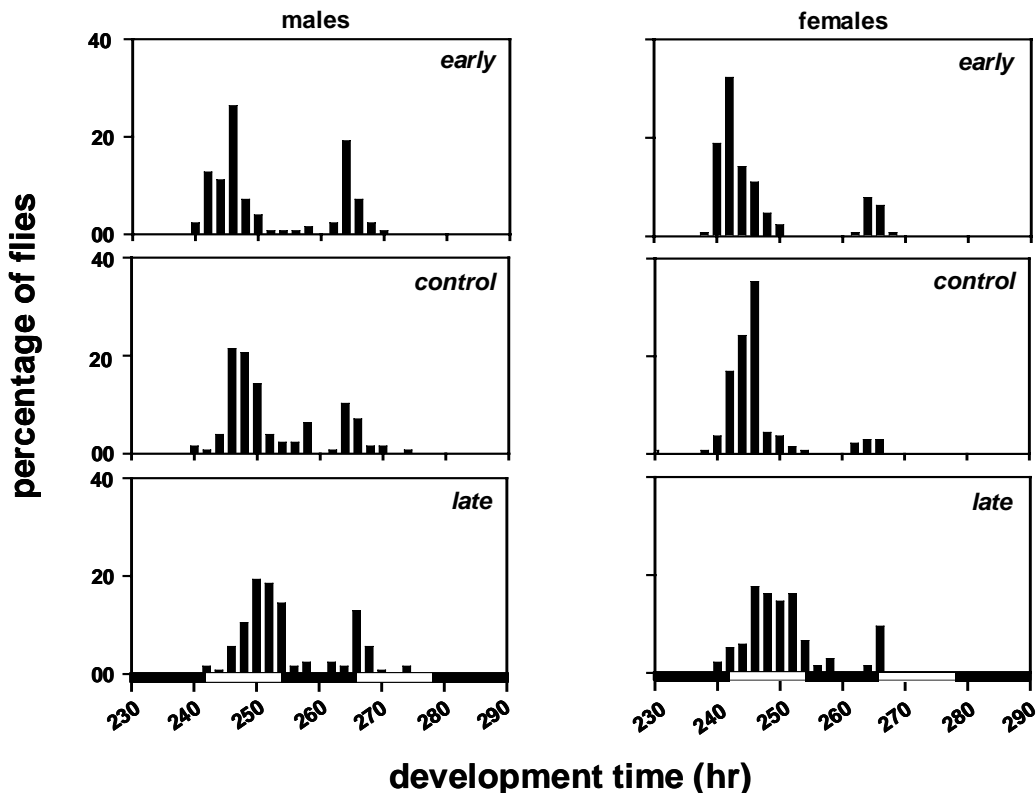 males females
40 early early
20
00
40 control control
20
00
40 late late
20
00
230 240 250 260 270 280 290 230 240 250 260 270 280 290
percentage of flies
development time (hr)